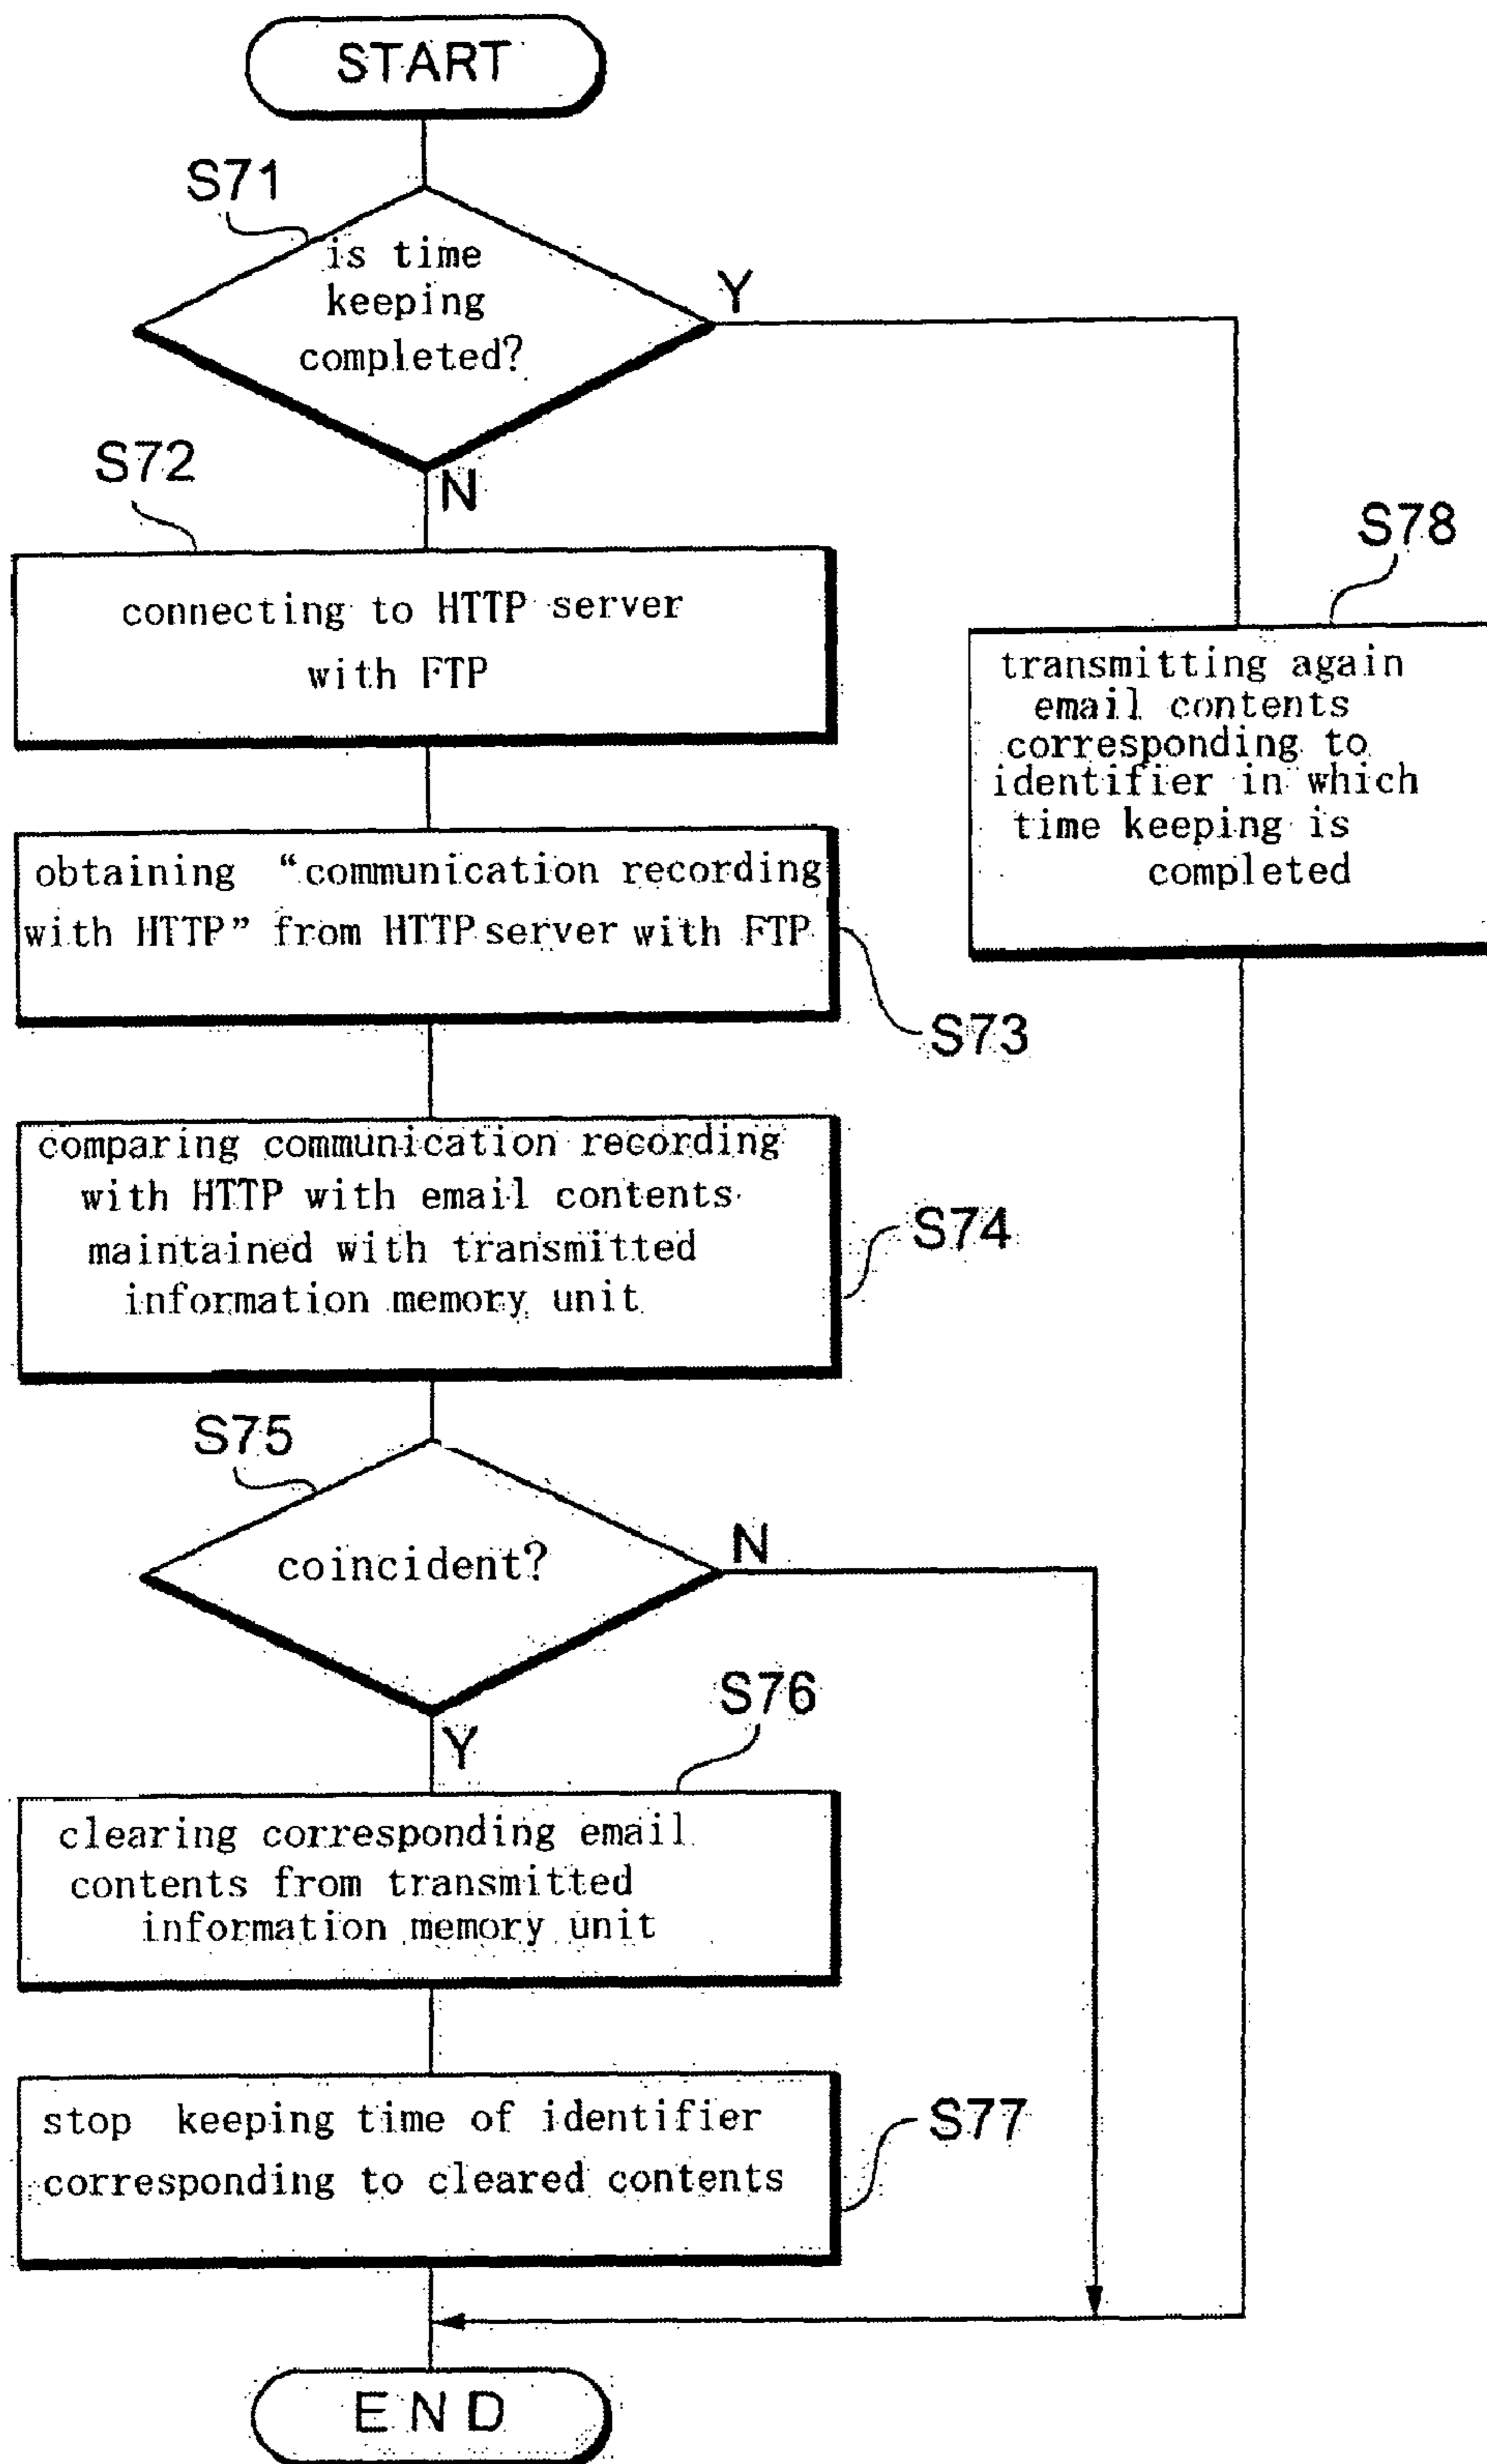 START
S71
is time
keeping
completed?
Y
N
S72
connecting to HTTP server
with FTP
S78
transmitting again
email contents
corresponding to
identifier in which
time keeping is
completed
obtaining “communication recording
with HTTP” from HTTP server with FTP
S73
comparing communication recording
with HTTP with email contents
maintained with transmitted
information memory unit
S74
S75
coincident?
N
Y
S76
clearing corresponding email
contents from transmitted
information memory unit
stop keeping time of identifier
corresponding to cleared contents
S77
END